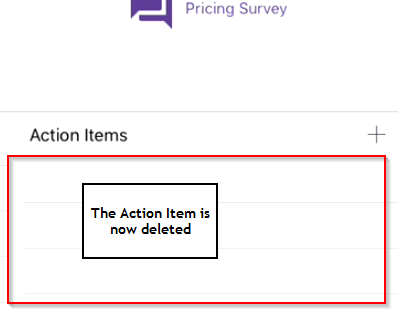 Pricing Survey
Action Items
The Action Item is
now deleted